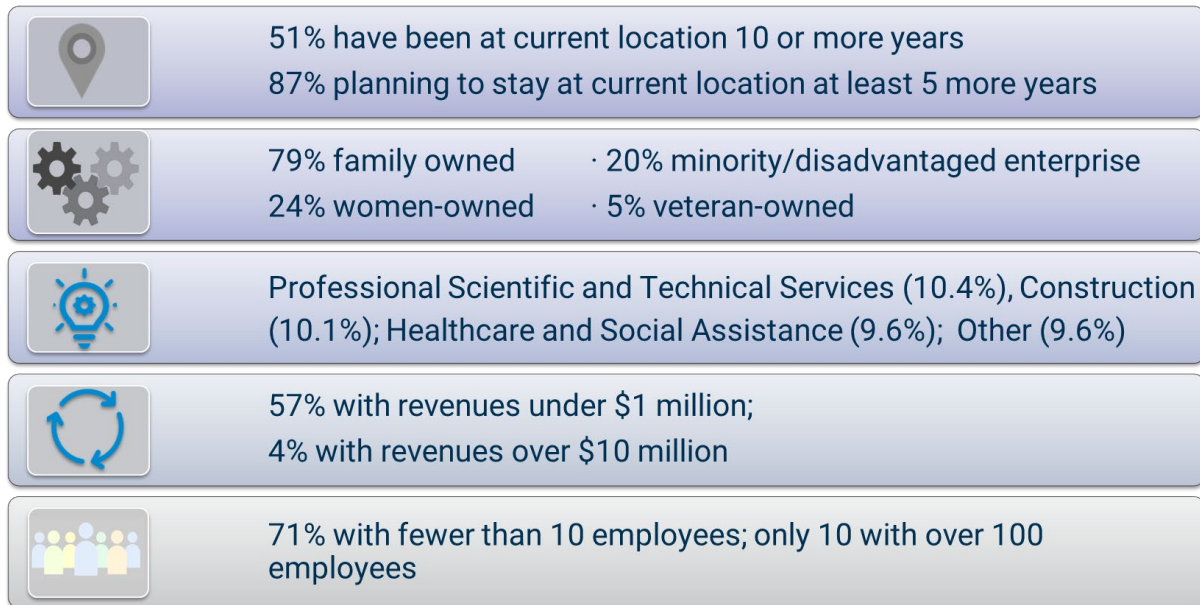 51% have been at current location 10 or more years
87% planning to stay at current location at least 5 more years
79% family owned · 20% minority/disadvantaged enterprise
24% women-owned · 5% veteran-owned
Professional Scientific and Technical Services (10.4%), Construction
(10.1%); Healthcare and Social Assistance (9.6%); Other (9.6%)
57% with revenues under $1 million;
4% with revenues over $10 million
71% with fewer than 10 employees; only 10 with over 100
employees